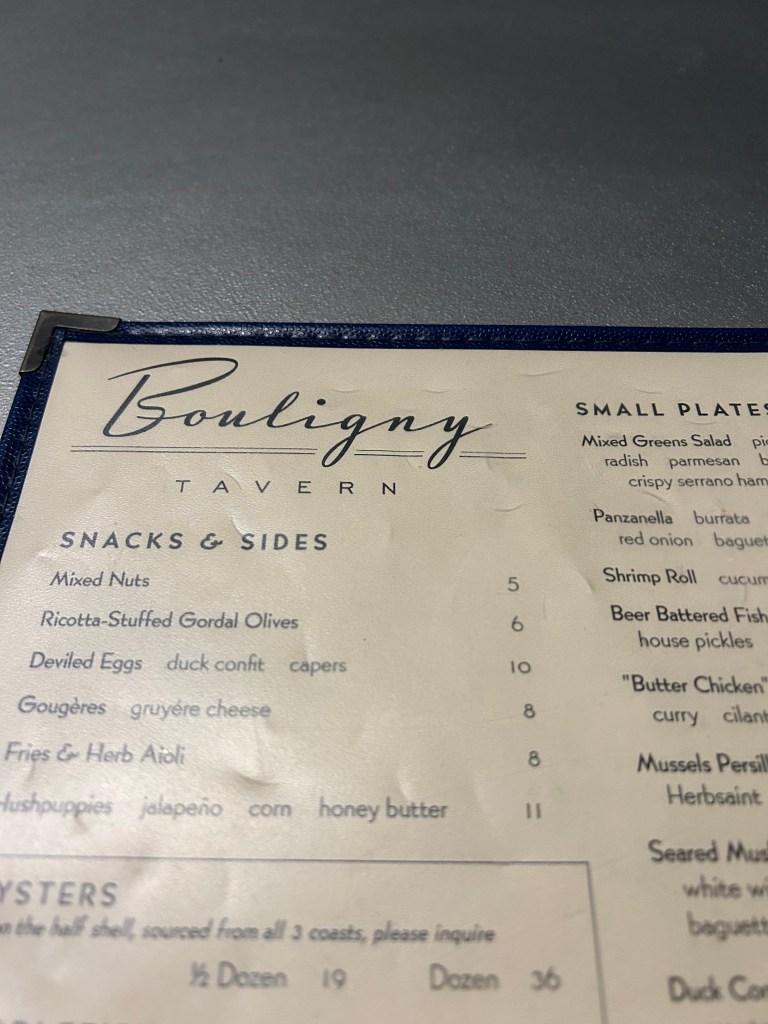 Bouligny
TAVERN
SNACKS & SIDES
Mixed Nuts 5
Ricotta-Stuffed Gordal Olives 6
Deviled Eggs duck confit capers 10
Gougères gruyére cheese 8
Fries & Herb Aioli 8
Hushpuppies jalapeño corn honey butter 11
OYSTERS
on the half shell, sourced from all 3 coasts, please inquire
½ Dozen 19 Dozen 36
SMALL PLATES
Mixed Greens Salad
radish parmesan
crispy serrano ham
Panzanella burrata
red onion
Shrimp Roll
Beer Battered Fish
house pickles
"Butter Chicken"
curry
Mussels
Herbsaint
Seared
white
Duck